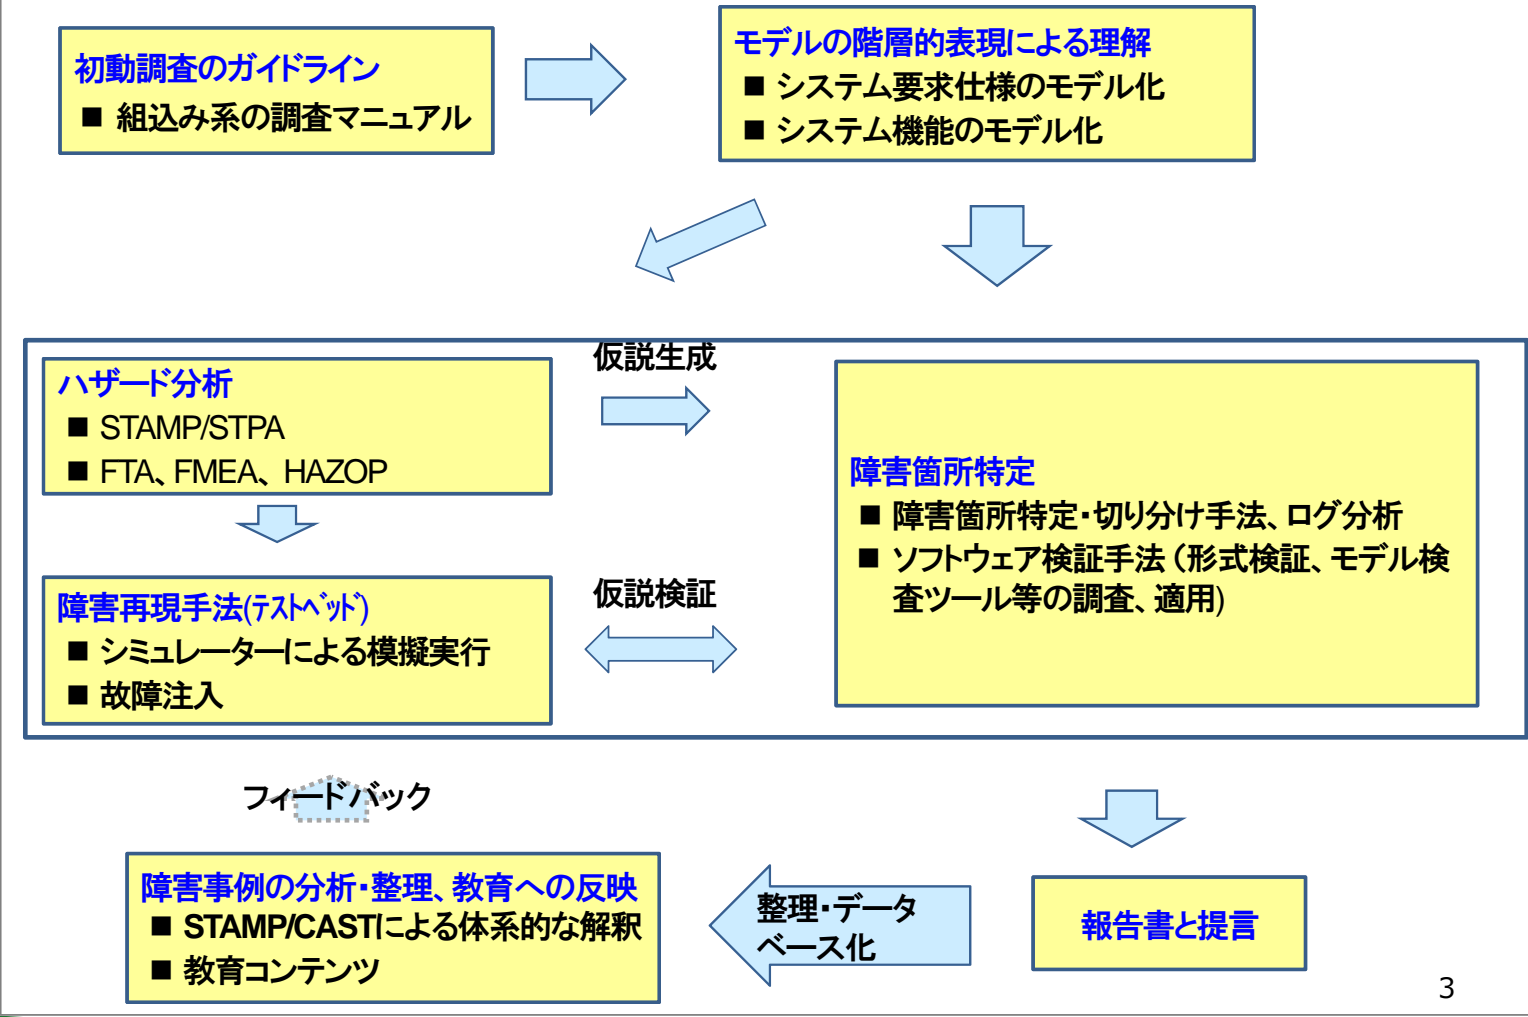 初動調査のガイドライン
■ 組込み系の調査マニュアル
モデルの階層的表現による理解
■ システム要求仕様のモデル化
■ システム機能のモデル化
ハザード分析
■ STAMP/STPA
■ FTA、FMEA、HAZOP
仮説生成
障害箇所特定
■ 障害箇所特定・切り分け手法、ログ分析
■ ソフトウェア検証手法（形式検証、モデル検
査ツール等の調査、適用)
障害再現手法(ﾃｽﾄﾍﾞｯﾄﾞ)
■ シミュレーターによる模擬実行
■ 故障注入
仮説検証
フィードバック
障害事例の分析・整理、教育への反映
■ STAMP/CASTによる体系的な解釈
■ 教育コンテンツ
整理・データ
ベース化
報告書と提言
3